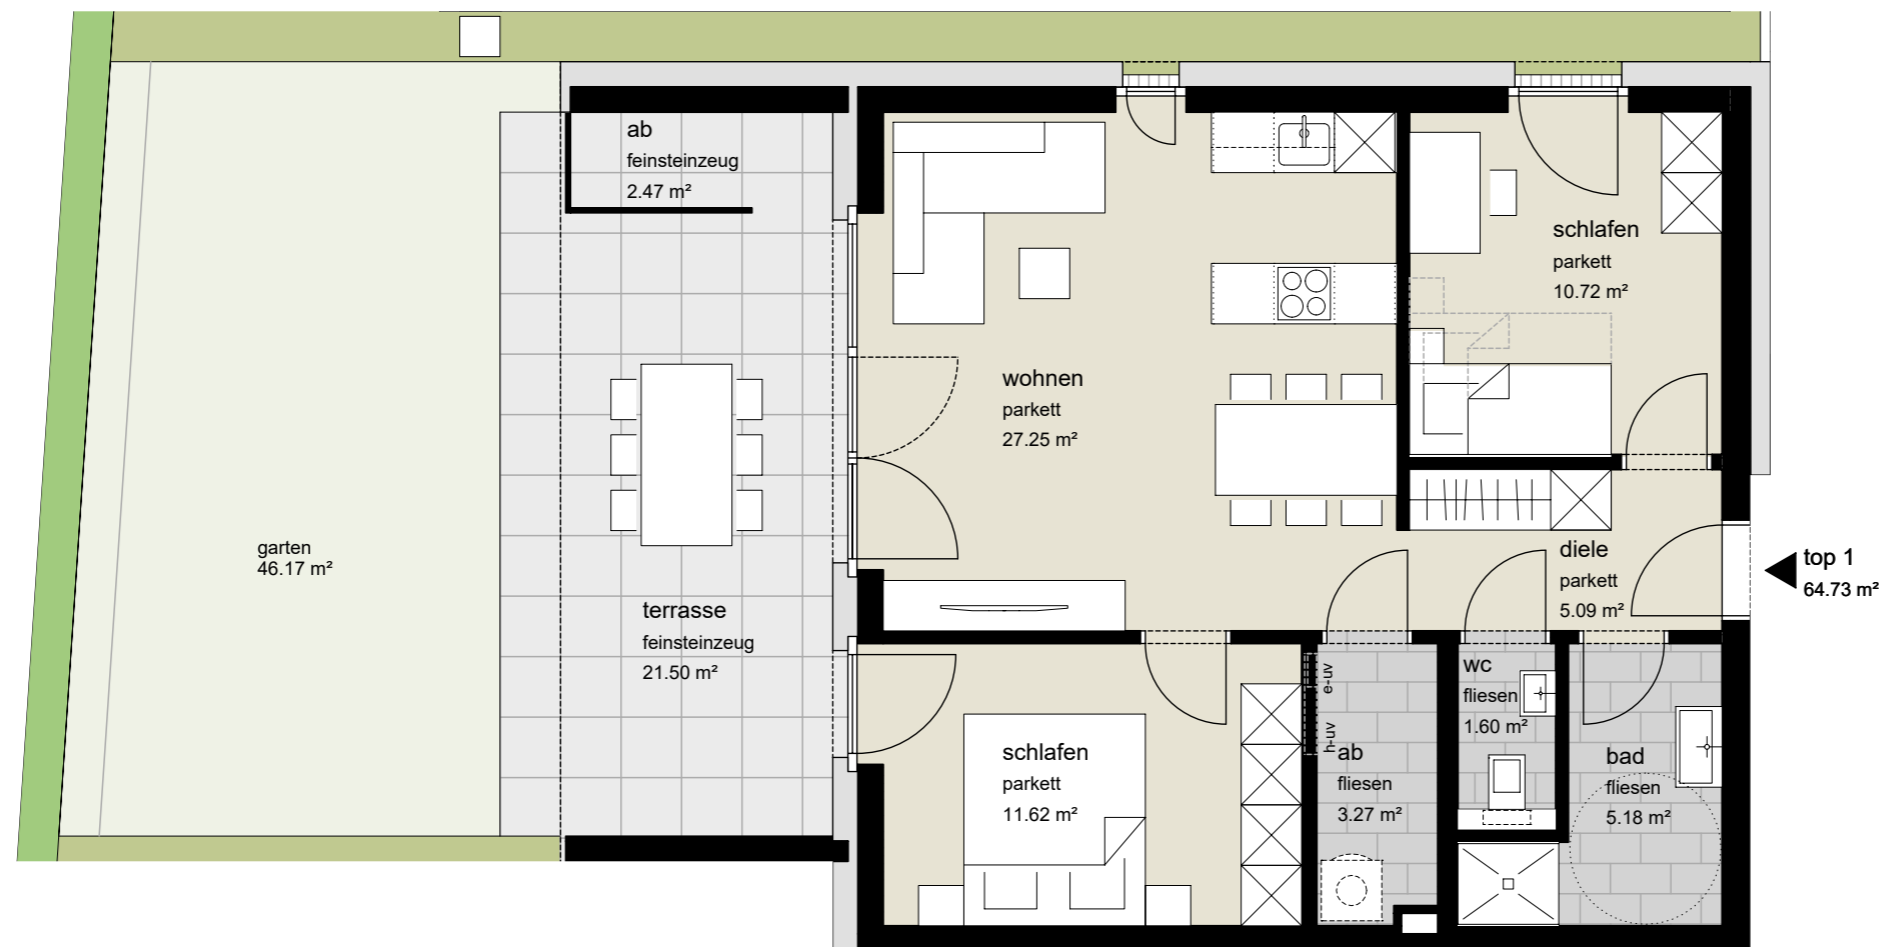 ab
feinsteinzeug
2.47 m²
schlafen
parkett
10.72 m²
wohnen
parkett
27.25 m²
garten
46.17 m²
diele
parkett
5.09 m²
top 1
64.73 m²
terrasse
feinsteinzeug
21.50 m²
schlafen
parkett
11.62 m²
e-uv
h-uv
ab
fliesen
3.27 m²
wc
fliesen
1.60 m²
bad
fliesen
5.18 m²